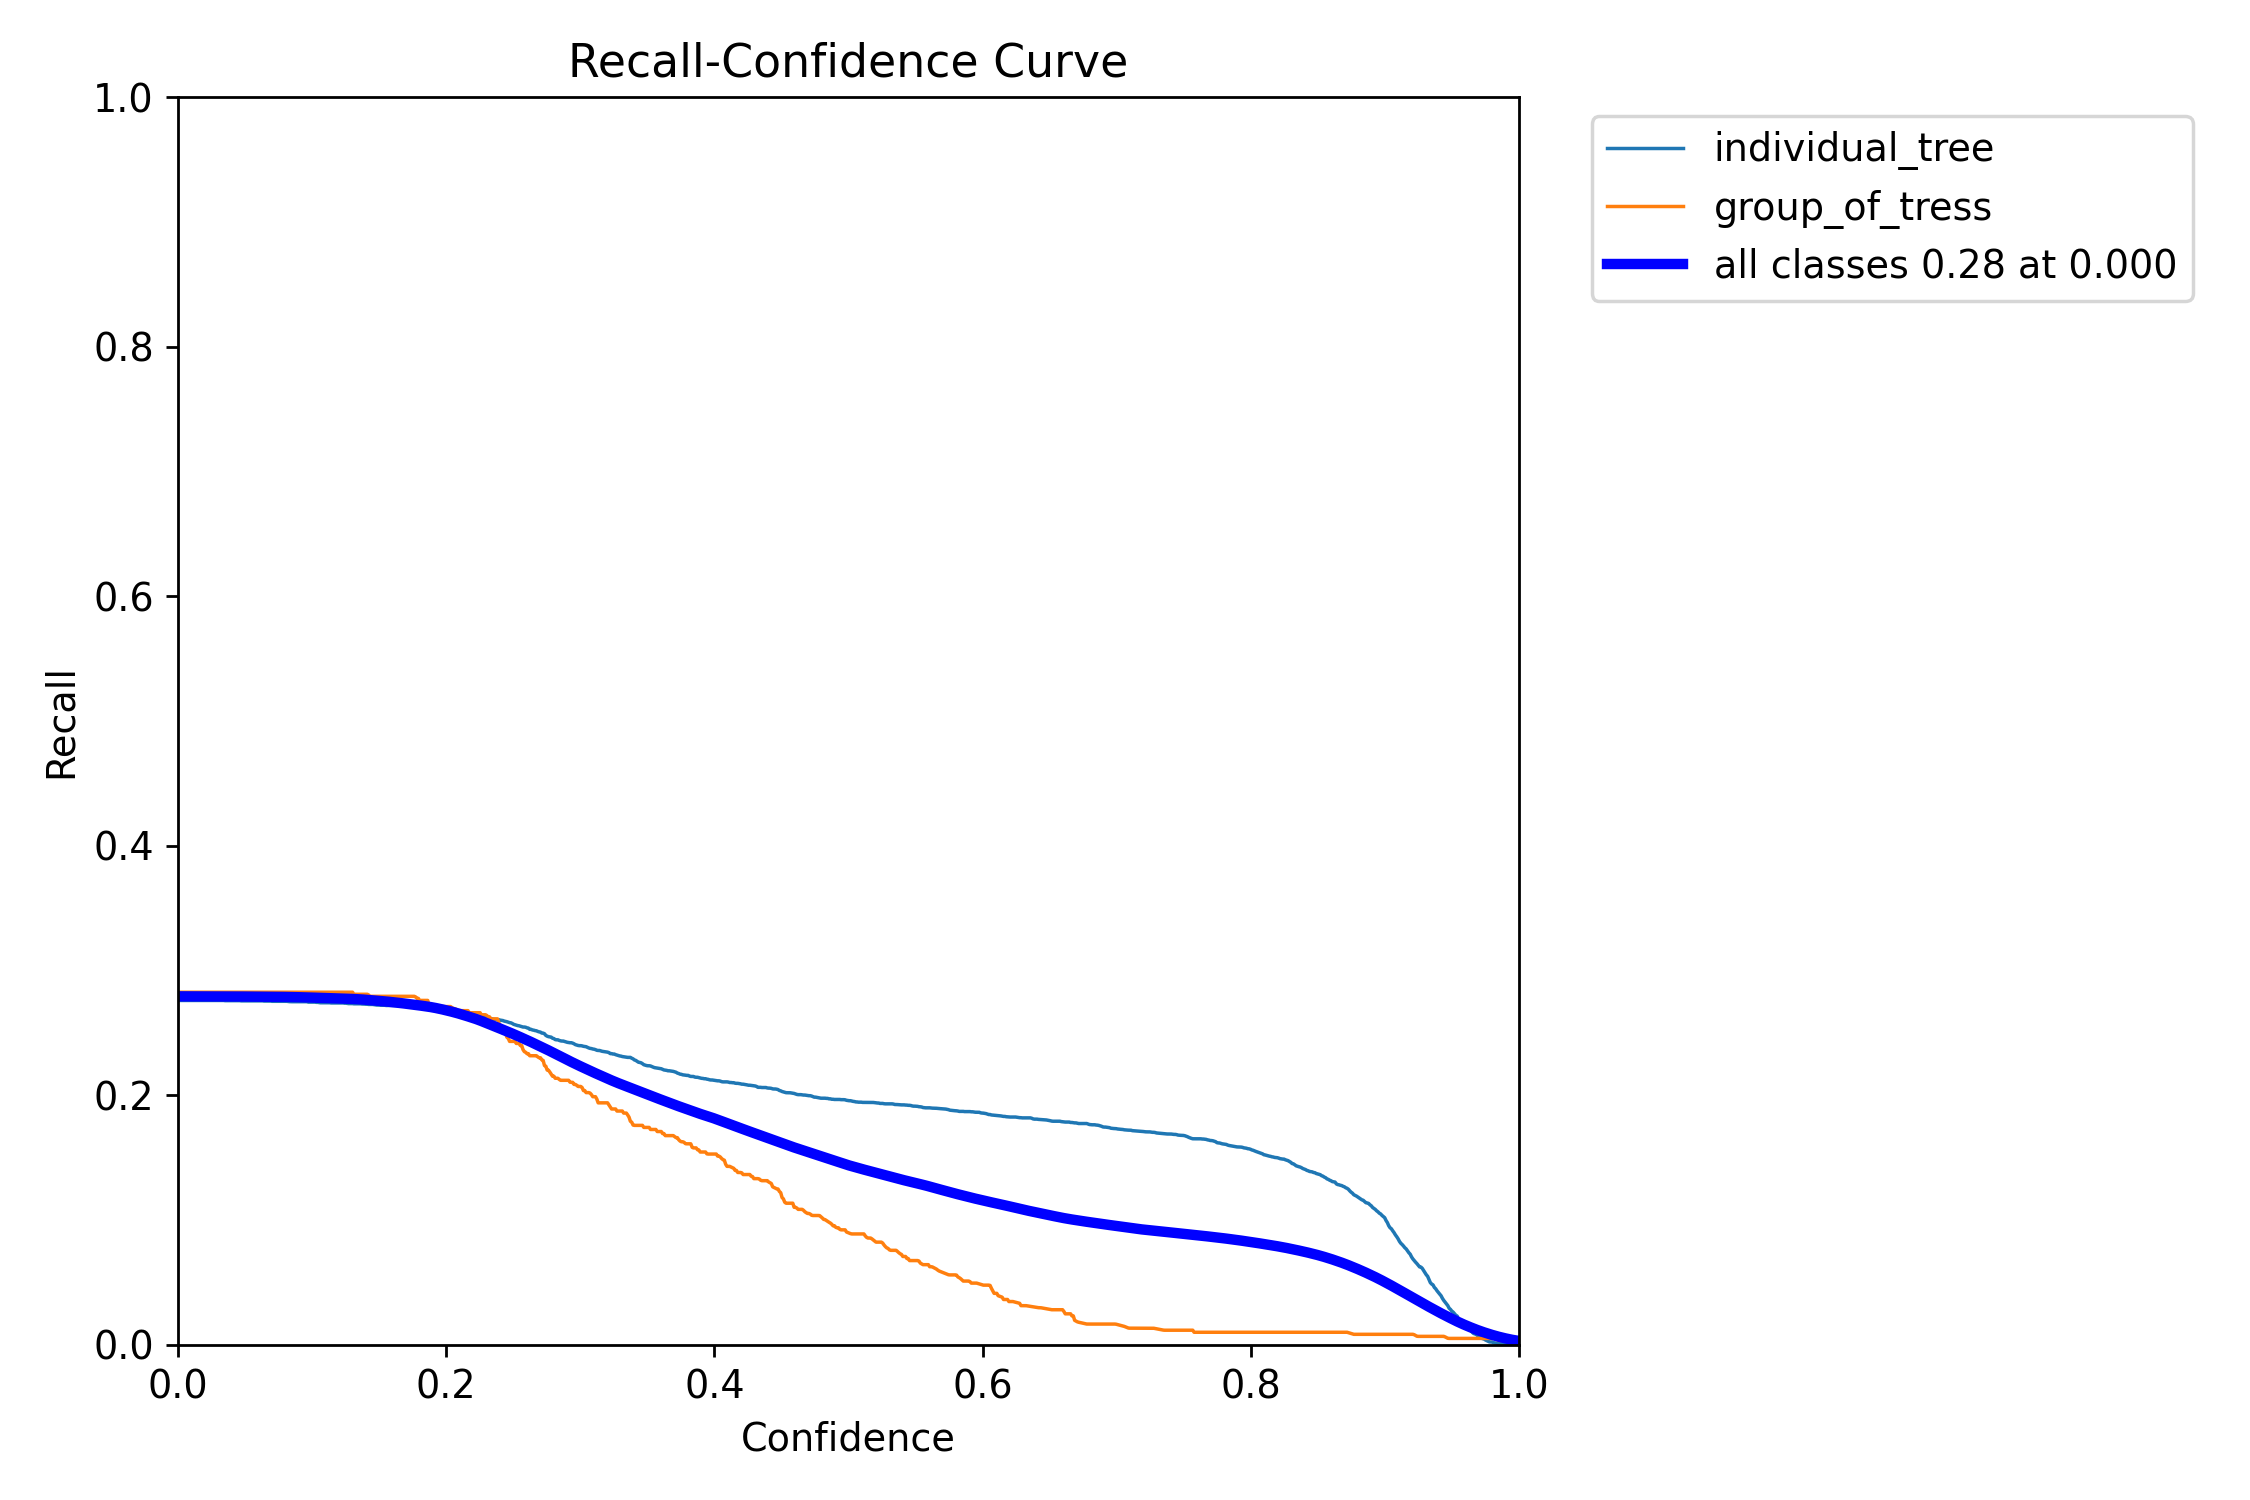 Recall-Confidence Curve
1.0
0.8
0.6
0.4
0.2
0.0
Recall
0.0 0.2 0.4 0.6 0.8 1.0
Confidence
individual_tree
group_of_tress
all classes 0.28 at 0.000